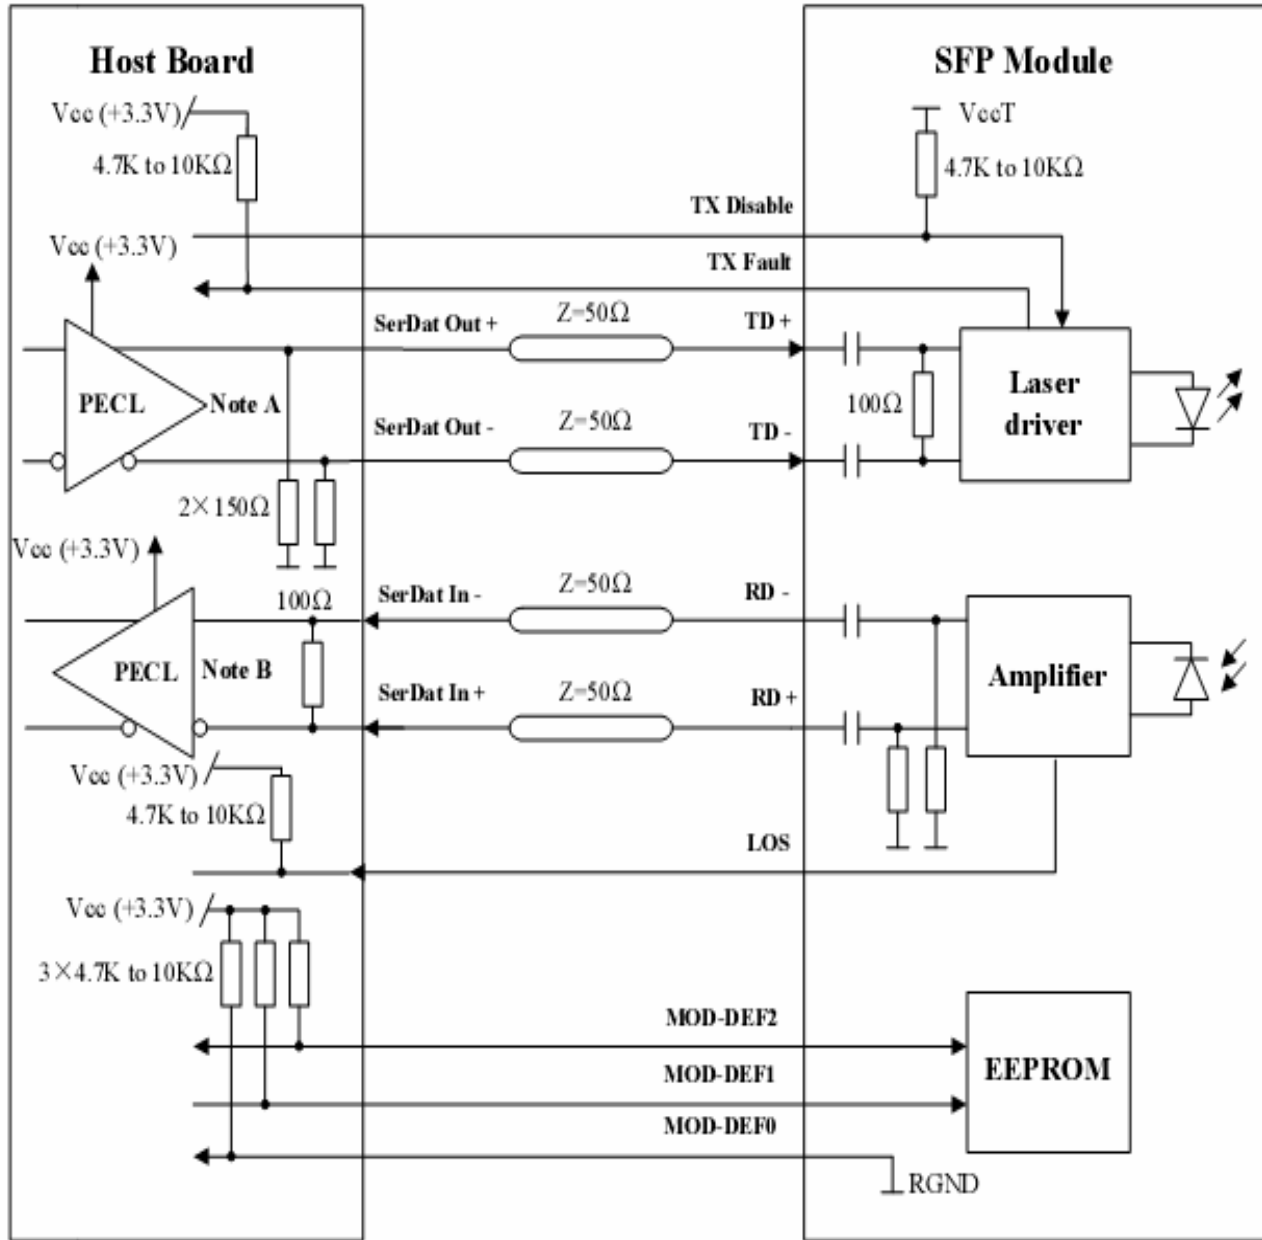 Host Board
SFP Module
Vcc (+3.3V)
VccT
4.7K to 10KΩ
4.7K to 10KΩ
TX Disable
Vcc (+3.3V)
TX Fault
SerDat Out +
Z=50Ω
TD +
PECL
Note A
100Ω
Laser
driver
SerDat Out -
Z=50Ω
TD -
2×150Ω
Vcc (+3.3V)
100Ω
SerDat In -
Z=50Ω
RD -
PECL
Note B
Amplifier
SerDat In +
Z=50Ω
RD +
Vcc (+3.3V)
4.7K to 10KΩ
LOS
Vcc (+3.3V)
3×4.7K to 10KΩ
MOD-DEF2
EEPROM
MOD-DEF1
MOD-DEF0
RGND